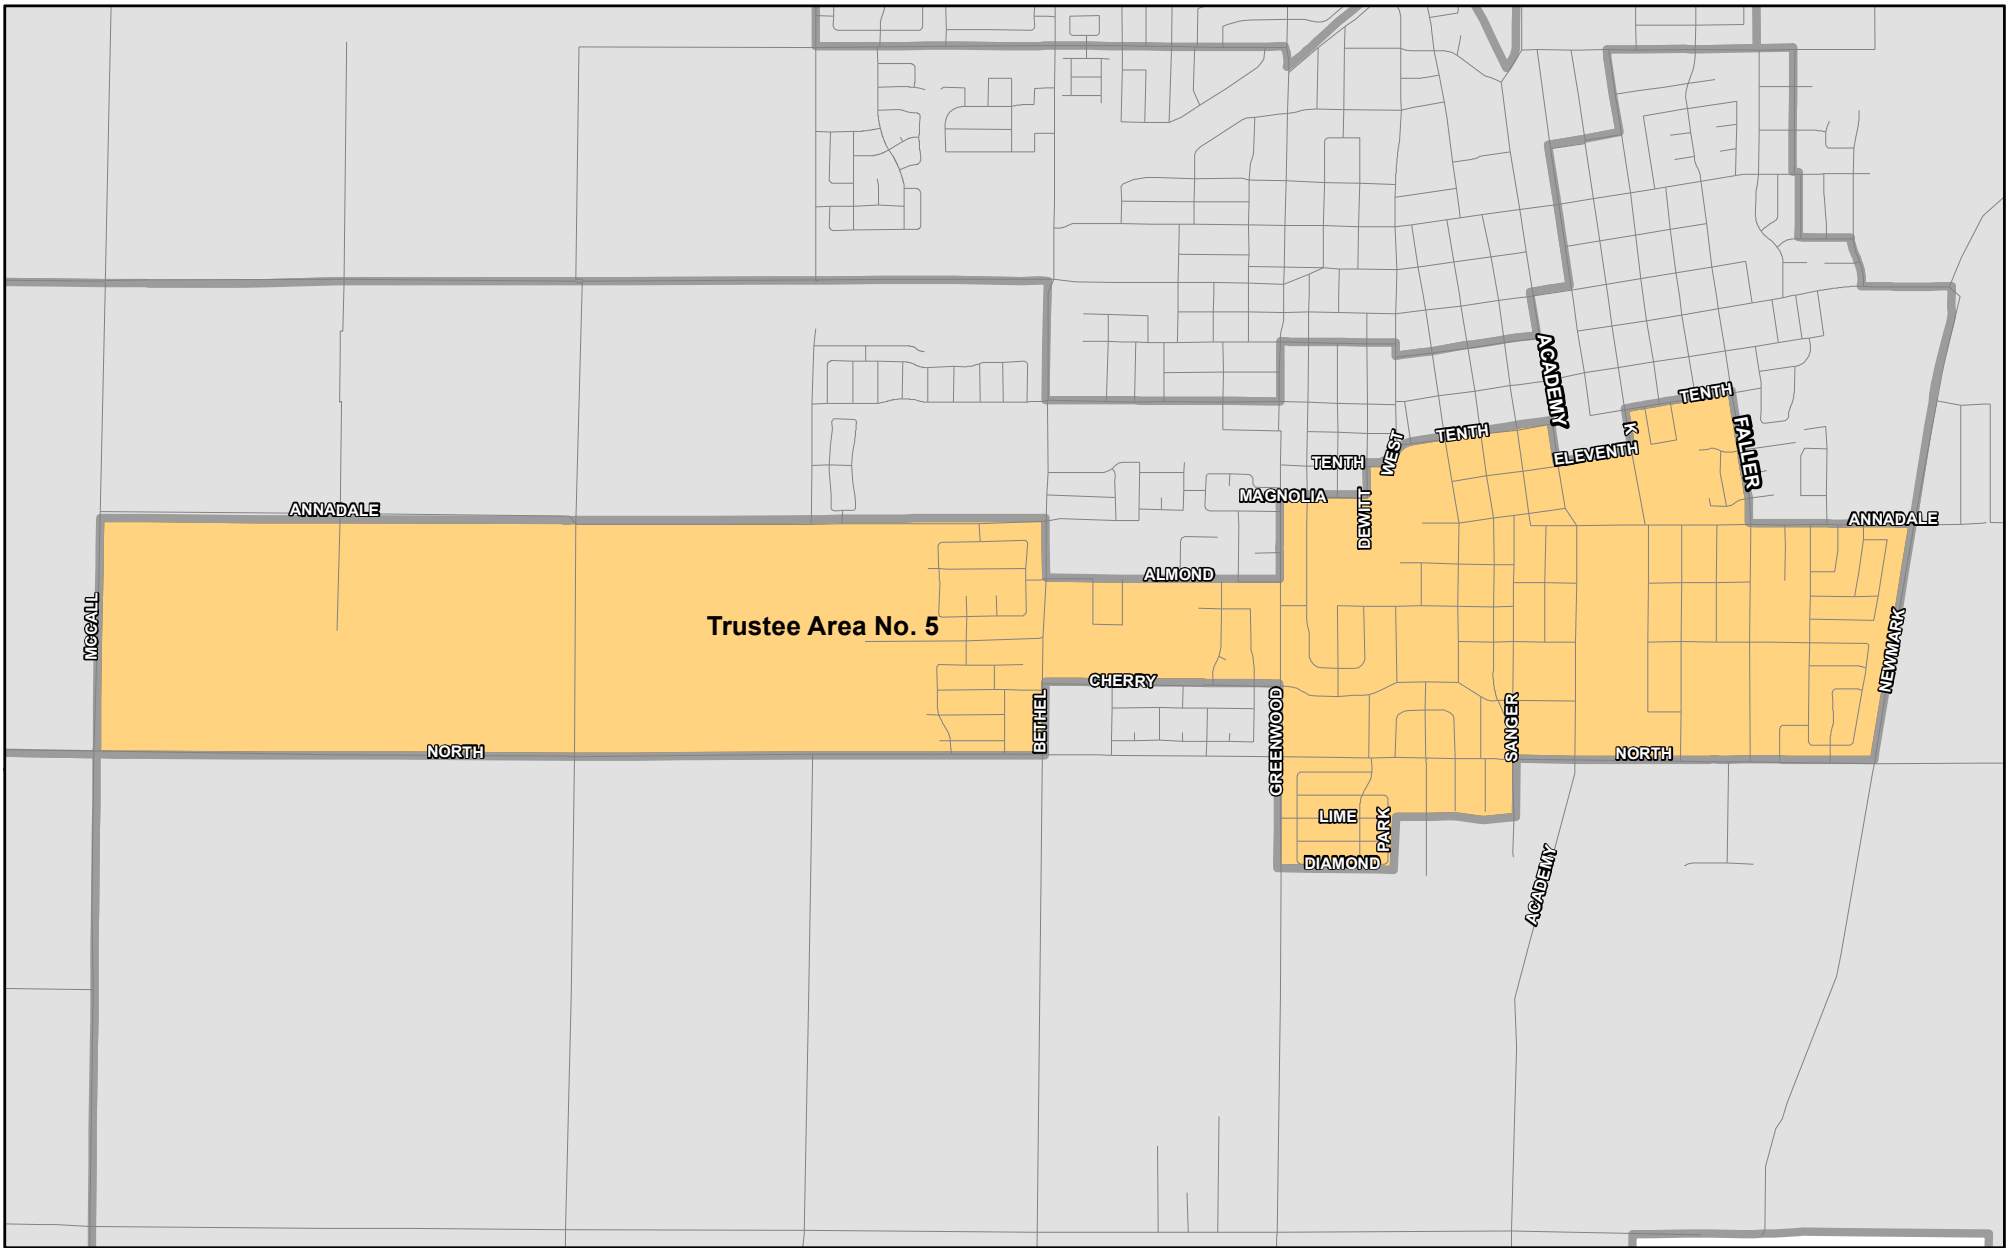 ACADEMY
TENTH
TENTH
K
FALLER
WEST
TENTH
ELEVENTH
MAGNOLIA
DEWITT
ANNADALE
ANNADALE
ALMOND
MCCALL
Trustee Area No. 5
NEWMARK
CHERRY
BETHEL
GREENWOOD
SANGER
NORTH
NORTH
LIME
PARK
DIAMOND
ACADEMY